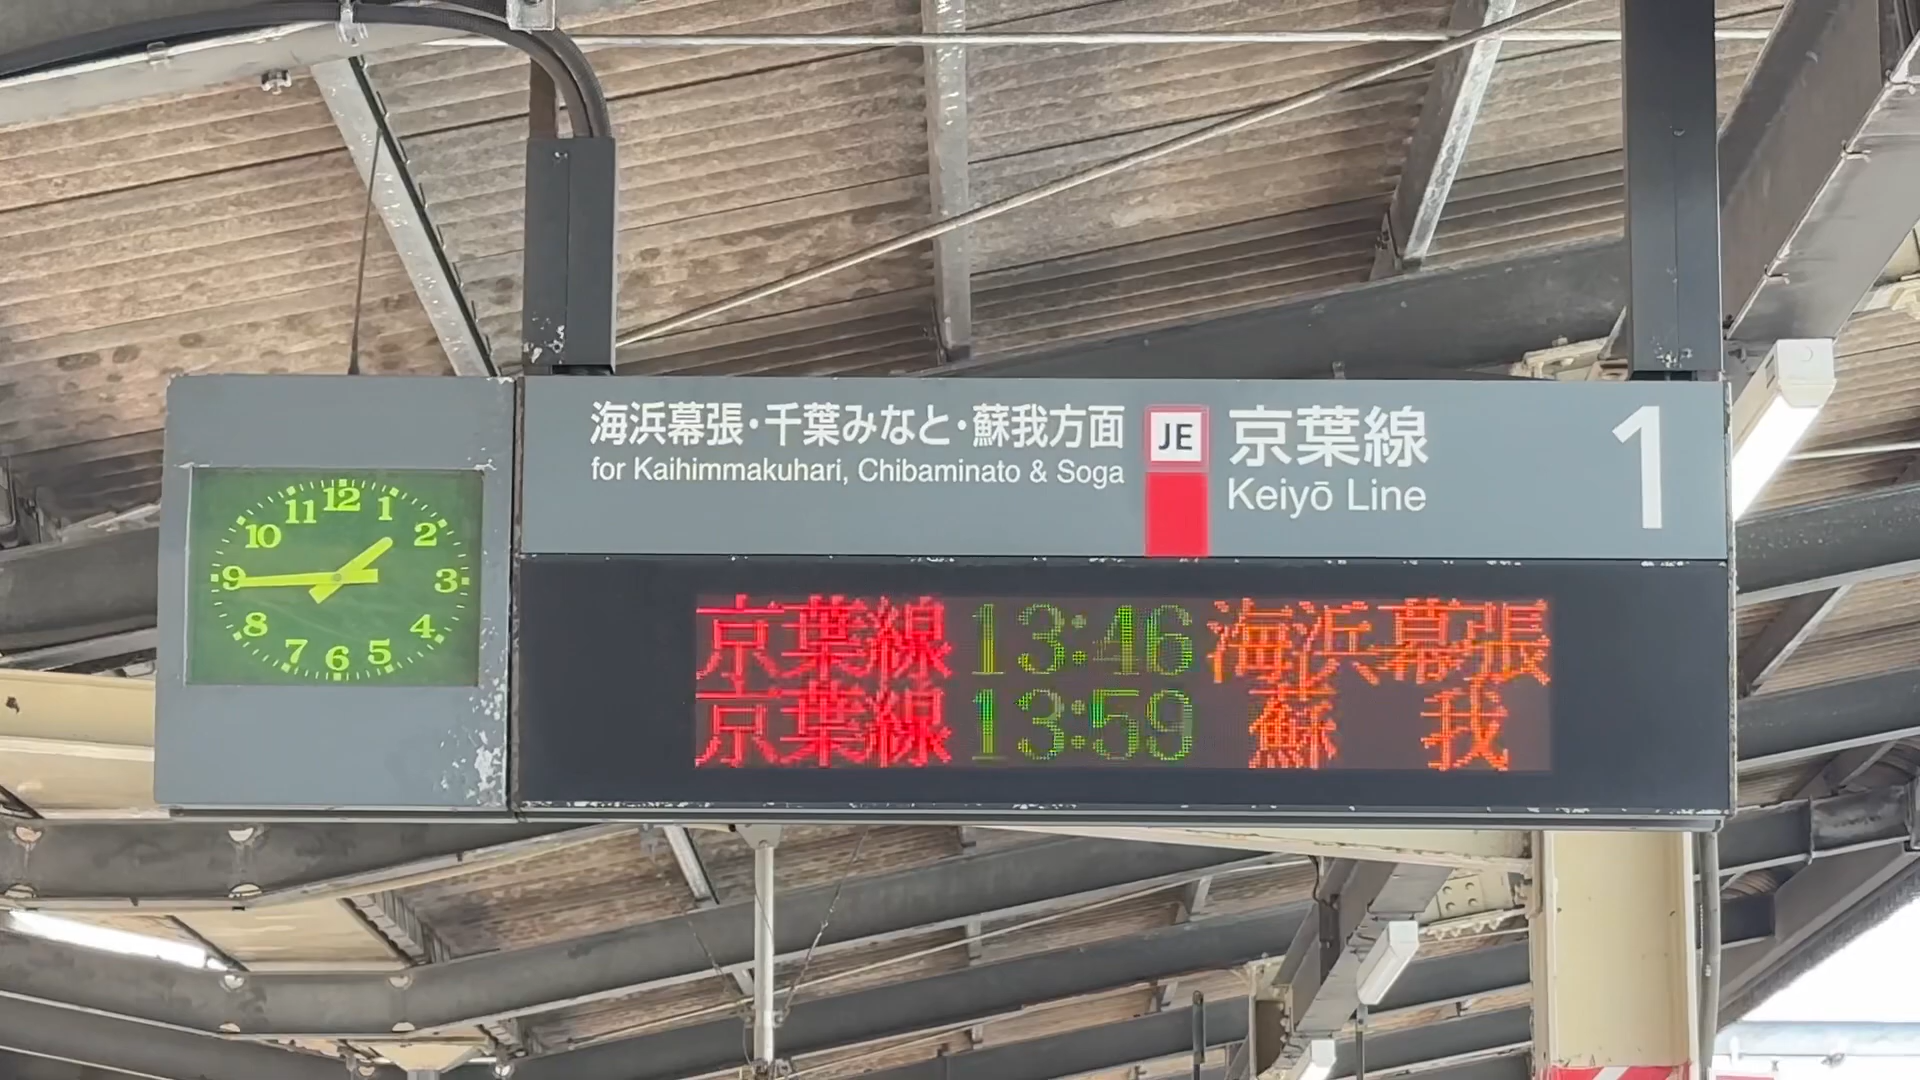 海浜幕張・千葉みなと・蘇我方面
for Kaihimmakuhari, Chibaminato & Soga
JE
京葉線
Keiyō Line
1
12
1
2
3
4
5
6
7
8
9
10
11
京葉線 13:46 海浜幕張
京葉線 13:59 蘇 我